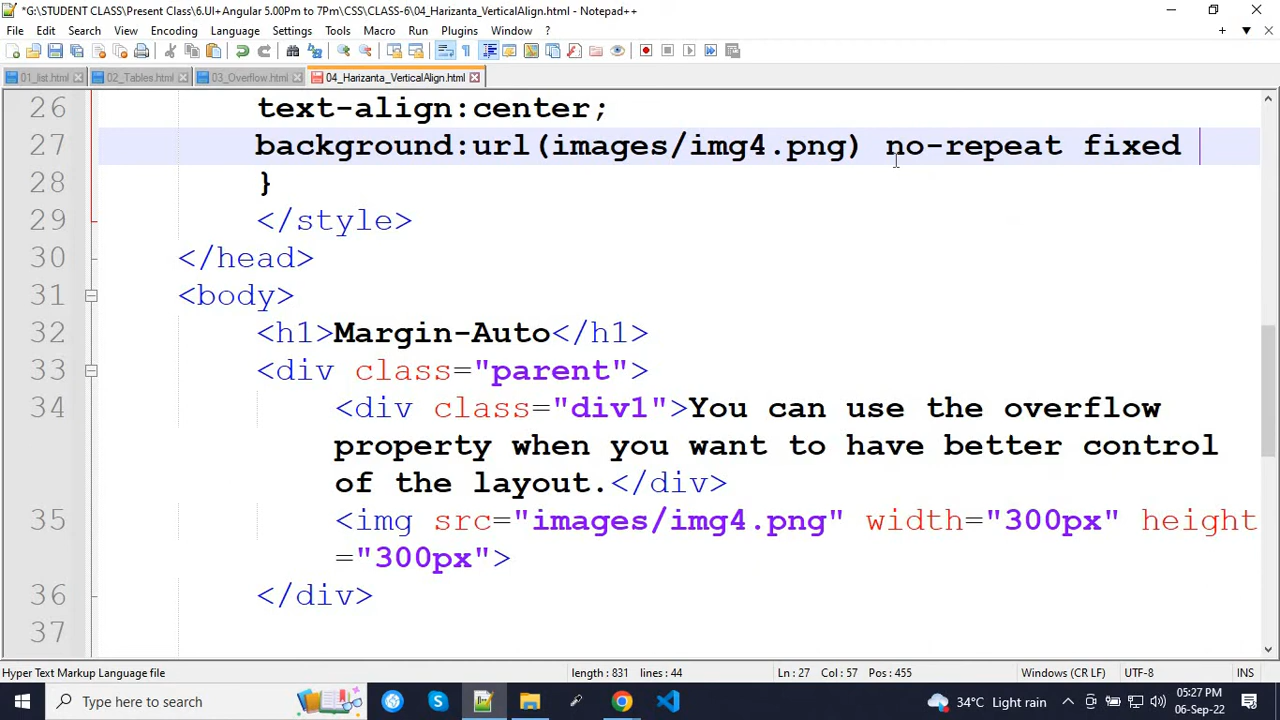 *G:\STUDENT CLASS\Present Class\6.UI+Angular 5.00Pm to 7Pm\CSS\CLASS-6\04_Harizanta_VerticalAlign.html - Notepad++
File Edit Search View Encoding Language Settings Tools Macro Run Plugins Window ?
01_list.html 02_Tables.html 03_Overflow.html 04_Harizanta_VerticalAlign.html
26 text-align:center;
27 background:url(images/img4.png) no-repeat fixed
28 }
29 </style>
30 </head>
31 <body>
32 <h1>Margin-Auto</h1>
33 <div class="parent">
34 <div class="div1">You can use the overflow
property when you want to have better control
of the layout.</div>
35 <img src="images/img4.png" width="300px" height
="300px">
36 </div>
37
Hyper Text Markup Language file length : 831 lines : 44 Ln : 27 Col : 57 Pos : 455 Windows (CR LF) UTF-8 INS
Type here to search 34°C Light rain 05:27 PM
06-Sep-22